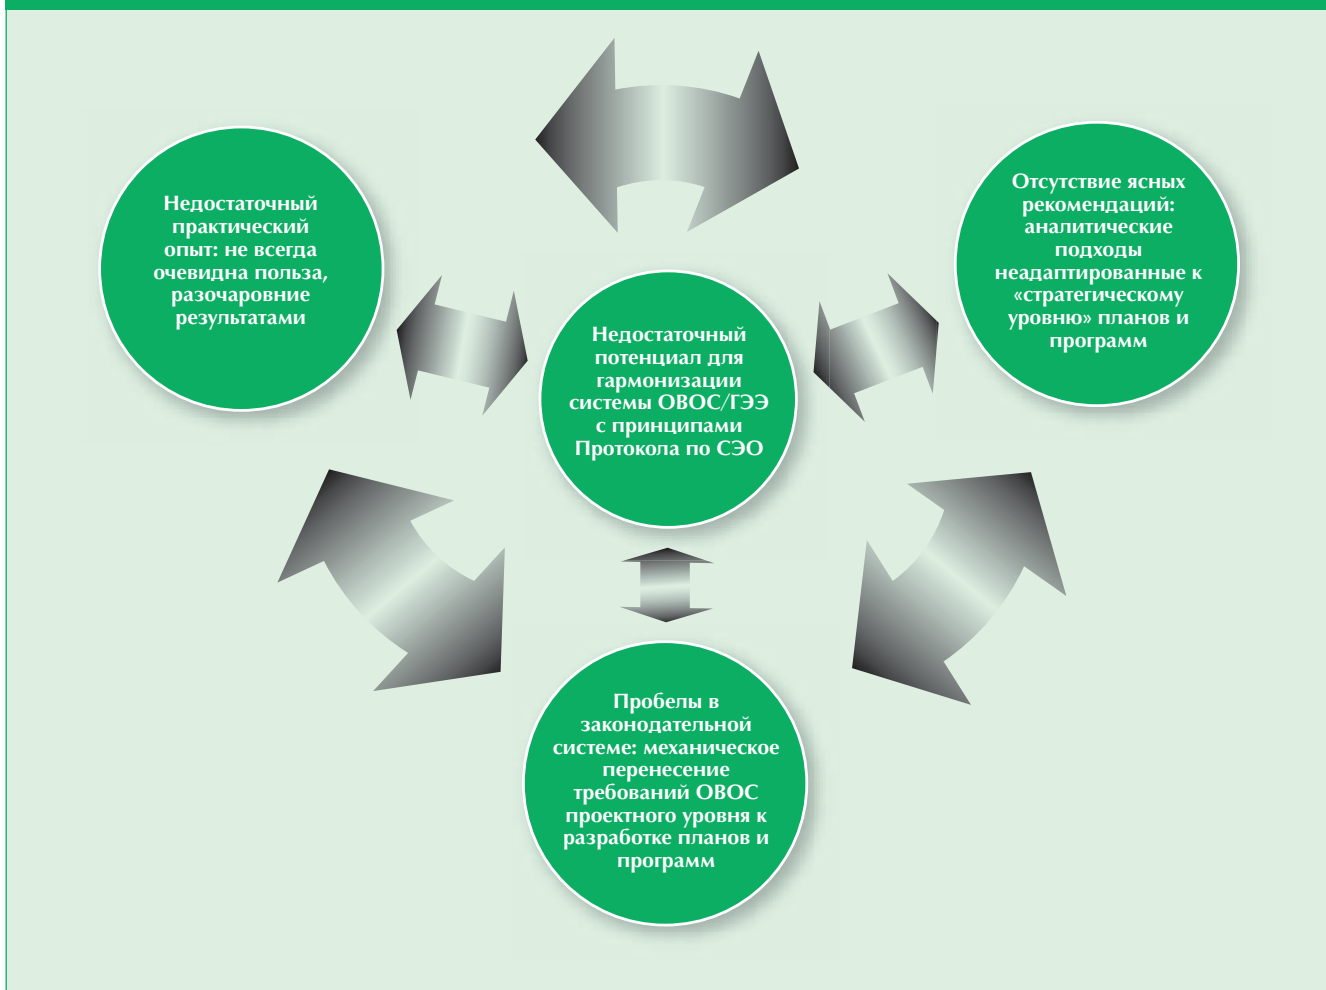 Недостаточный
практический
опыт: не всегда
очевидна польза,
разочаровние
результатами
Отсутствие ясных
рекомендаций:
аналитические
подходы
неадаптированные к
«стратегическому
уровню» планов и
программ
Недостаточный
потенциал для
гармонизации
системы ОВОС/ГЭЭ
с принципами
Протокола по СЭО
Пробелы в
законодательной
системе: механическое
перенесение
требований ОВОС
проектного уровня к
разработке планов и
программ